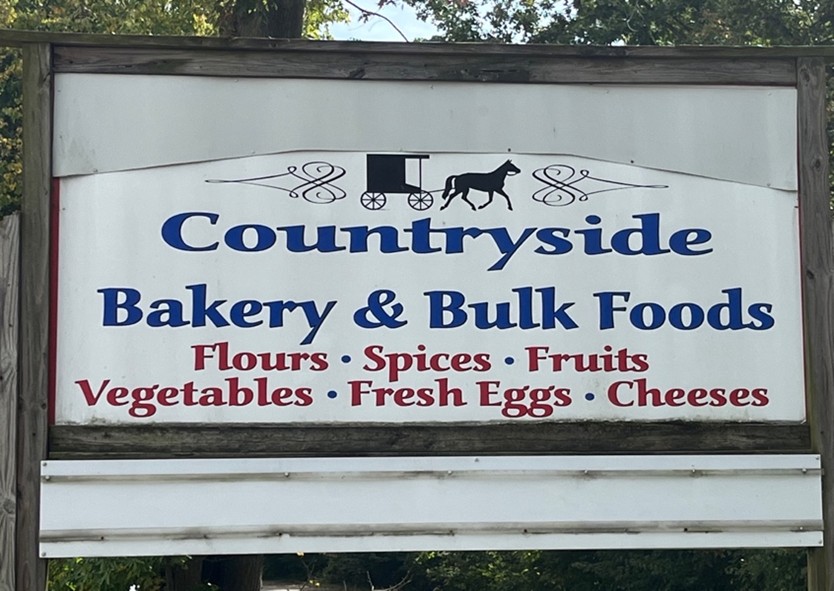 Countryside
Bakery & Bulk Foods
Flours · Spices · Fruits
Vegetables · Fresh Eggs · Cheeses